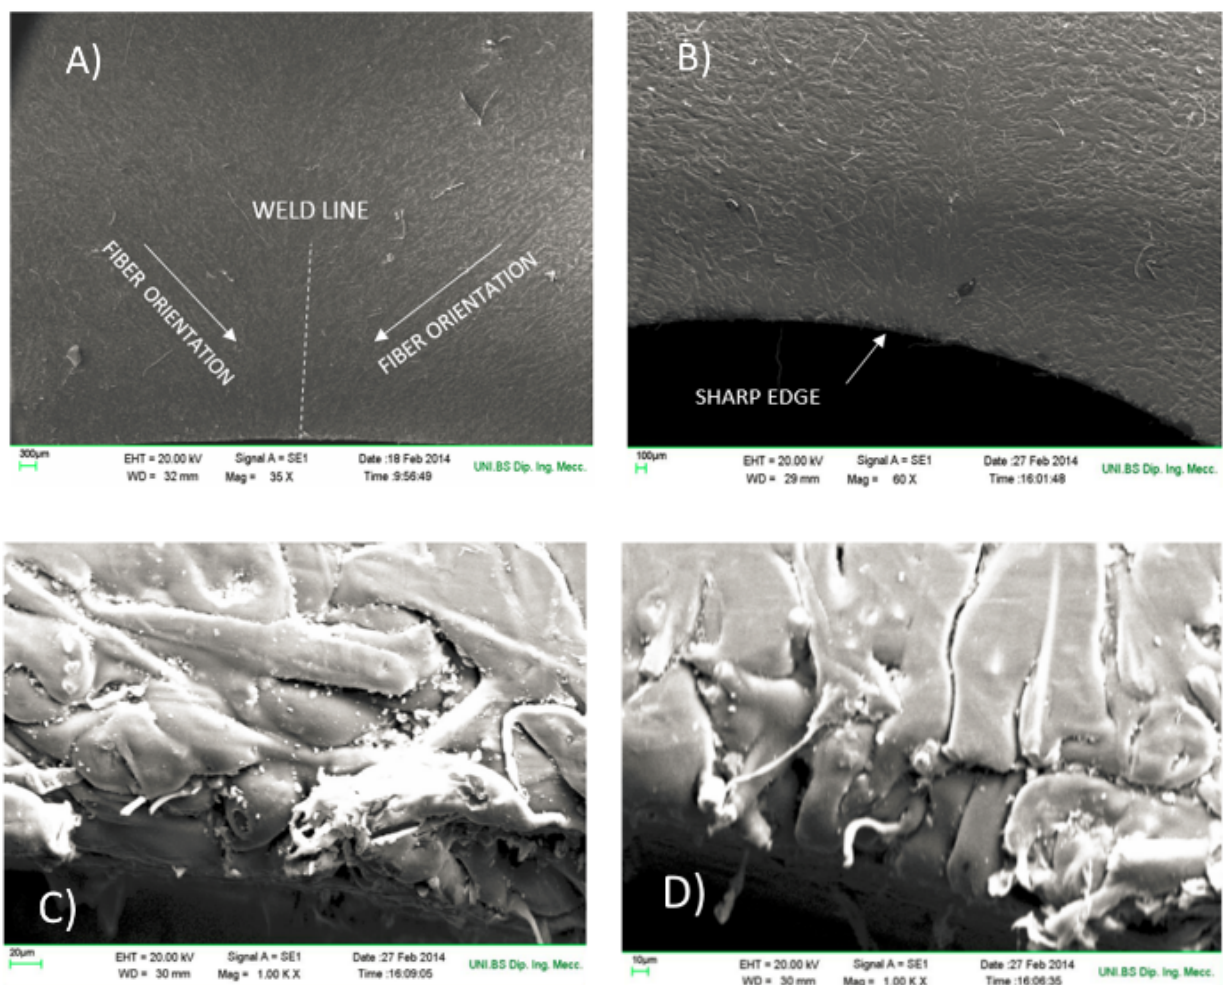 A)
WELD LINE
FIBER ORIENTATION
FIBER ORIENTATION
300µm
EHT = 20.00 kV
Signal A = SE1
Date :18 Feb 2014
UNI.BS Dip. Ing. Mecc.
WD = 32 mm
Mag = 35 X
Time :9:56:49
B)
SHARP EDGE
100µm
EHT = 20.00 kV
Signal A = SE1
Date :27 Feb 2014
UNI.BS Dip. Ing. Mecc.
WD = 29 mm
Mag = 60 X
Time :16:01:48
C)
20µm
EHT = 20.00 kV
Signal A = SE1
Date :27 Feb 2014
UNI.BS Dip. Ing. Mecc.
WD = 30 mm
Mag = 1.00 K X
Time :16:09:05
D)
10µm
EHT = 20.00 kV
Signal A = SE1
Date :27 Feb 2014
UNI.BS Dip. Ing. Mecc.
WD = 30 mm
Mag = 1.00 K X
Time :16:06:35